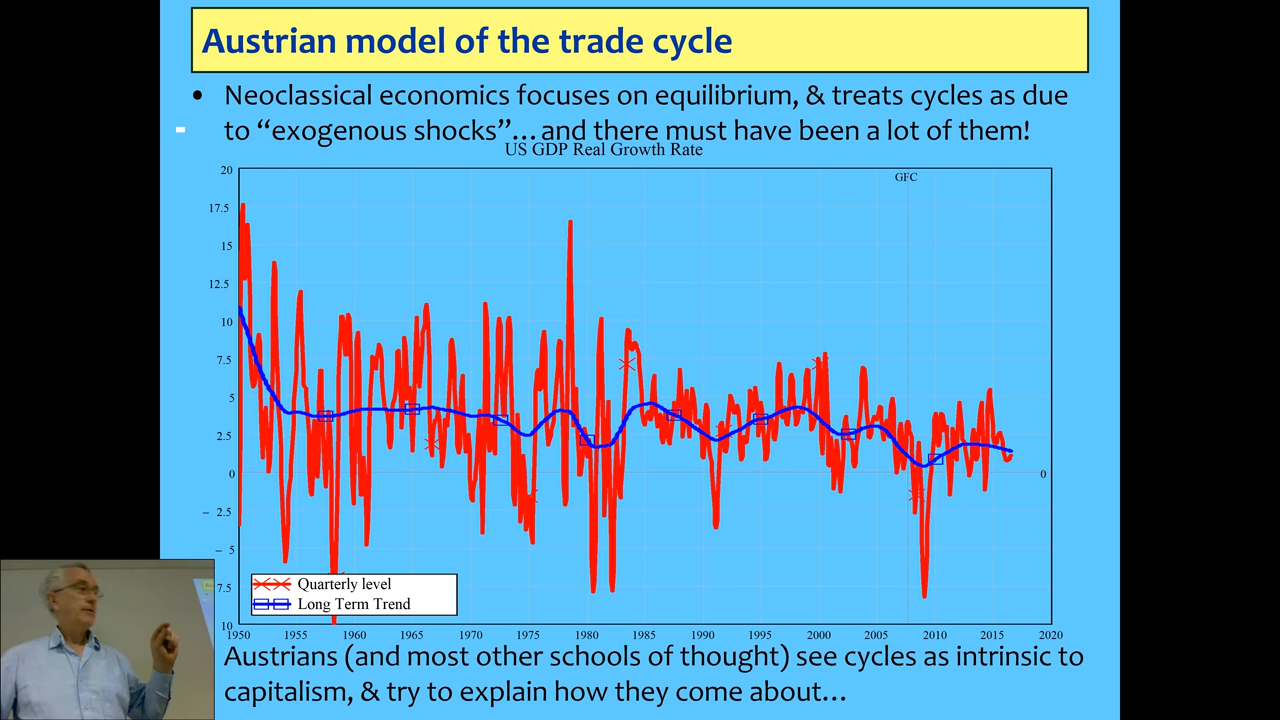 Austrian model of the trade cycle
• Neoclassical economics focuses on equilibrium, & treats cycles as due
to “exogenous shocks”…and there must have been a lot of them!
US GDP Real Growth Rate
GFC
20
17.5
15
12.5
10
7.5
5
2.5
0
0
– 2.5
– 5
7.5
10
Quarterly level
Long Term Trend
1950 1955 1960 1965 1970 1975 1980 1985 1990 1995 2000 2005 2010 2015 2020
Austrians (and most other schools of thought) see cycles as intrinsic to
capitalism, & try to explain how they come about…